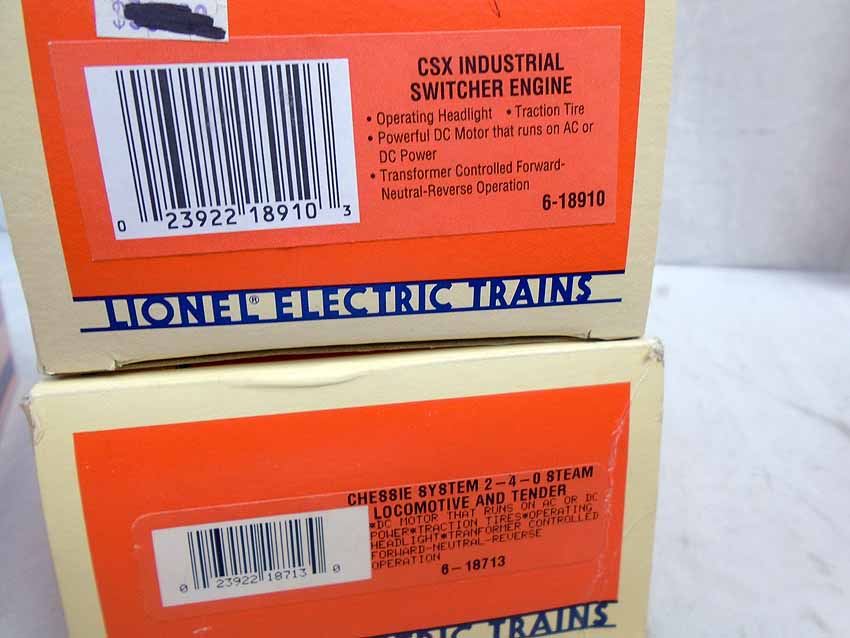 CSX INDUSTRIAL
SWITCHER ENGINE
• Operating Headlight • Traction Tire
• Powerful DC Motor that runs on AC or
DC Power
• Transformer Controlled Forward-
Neutral-Reverse Operation
6-18910
0 23922 18910 3
LIONEL® ELECTRIC TRAINS
CHESSIE SYSTEM 2-4-0 STEAM
LOCOMOTIVE AND TENDER
*DC MOTOR THAT RUNS ON AC OR DC
POWER*TRACTION TIRES*OPERATING
HEADLIGHT*TRANFORMER CONTROLLED
FORWARD-NEUTRAL-REVERSE
OPERATION
6-18713
0 23922 18713 0
TRIC TRAINS